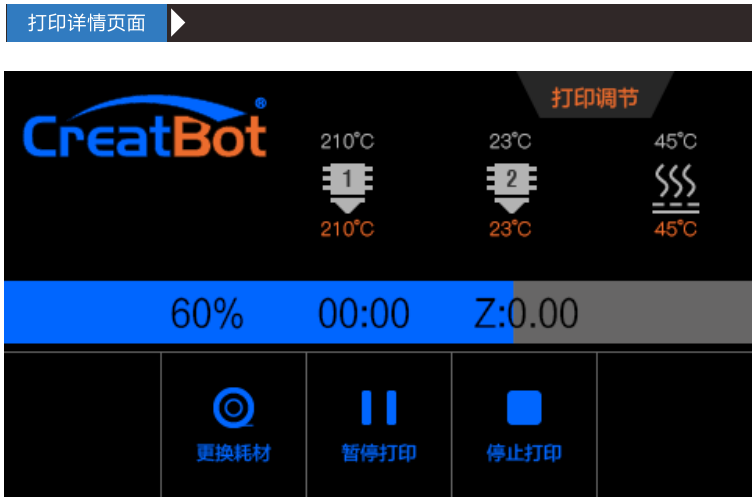 打印详情页面
打印调节
CreatBot®
210°C 23°C 45°C
1 2
210°C 23°C 45°C
60% 00:00 Z:0.00
更换耗材 暂停打印 停止打印